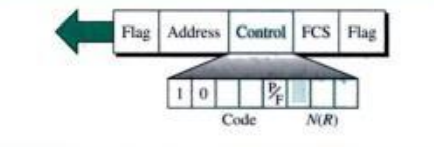 Flag Address Control FCS Flag
1 0 P/F
Code N(R)